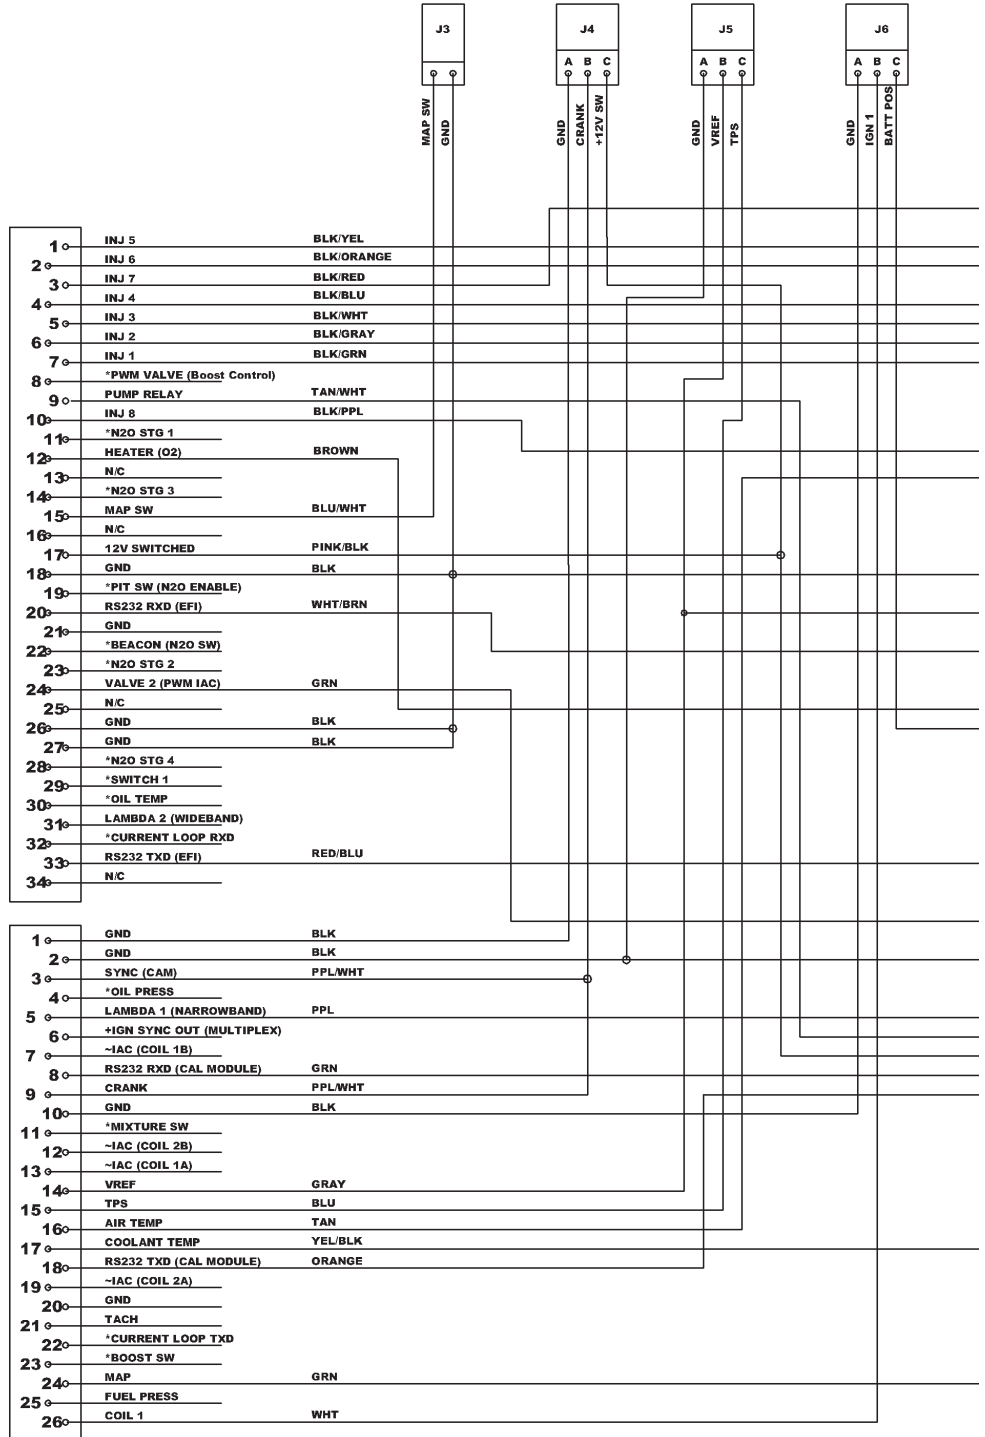 J3 J4 J5 J6
A B C A B C A B C
MAP SW
GND
GND
CRANK
+12V SW
GND
VREF
TPS
GND
IGN 1
BATT POS
1 INJ 5 BLK/YEL
2 INJ 6 BLK/ORANGE
3 INJ 7 BLK/RED
4 INJ 4 BLK/BLU
5 INJ 3 BLK/WHT
6 INJ 2 BLK/GRAY
7 INJ 1 BLK/GRN
8 *PWM VALVE (Boost Control)
9 PUMP RELAY TAN/WHT
10 INJ 8 BLK/PPL
11 *N2O STG 1
12 HEATER (O2) BROWN
13 N/C
14 *N2O STG 3
15 MAP SW BLU/WHT
16 N/C
17 12V SWITCHED PINK/BLK
18 GND BLK
19 *PIT SW (N2O ENABLE)
20 RS232 RXD (EFI) WHT/BRN
21 GND
22 *BEACON (N2O SW)
23 *N2O STG 2
24 VALVE 2 (PWM IAC) GRN
25 N/C
26 GND BLK
27 GND BLK
28 *N2O STG 4
29 *SWITCH 1
30 *OIL TEMP
31 LAMBDA 2 (WIDEBAND)
32 *CURRENT LOOP RXD
33 RS232 TXD (EFI) RED/BLU
34 N/C
1 GND BLK
2 GND BLK
3 SYNC (CAM) PPL/WHT
4 *OIL PRESS
5 LAMBDA 1 (NARROWBAND) PPL
6 +IGN SYNC OUT (MULTIPLEX)
7 ~IAC (COIL 1B)
8 RS232 RXD (CAL MODULE) GRN
9 CRANK PPL/WHT
10 GND BLK
11 *MIXTURE SW
12 ~IAC (COIL 2B)
13 ~IAC (COIL 1A)
14 VREF GRAY
15 TPS BLU
16 AIR TEMP TAN
17 COOLANT TEMP YEL/BLK
18 RS232 TXD (CAL MODULE) ORANGE
19 ~IAC (COIL 2A)
20 GND
21 TACH
22 *CURRENT LOOP TXD
23 *BOOST SW
24 MAP GRN
25 FUEL PRESS
26 COIL 1 WHT